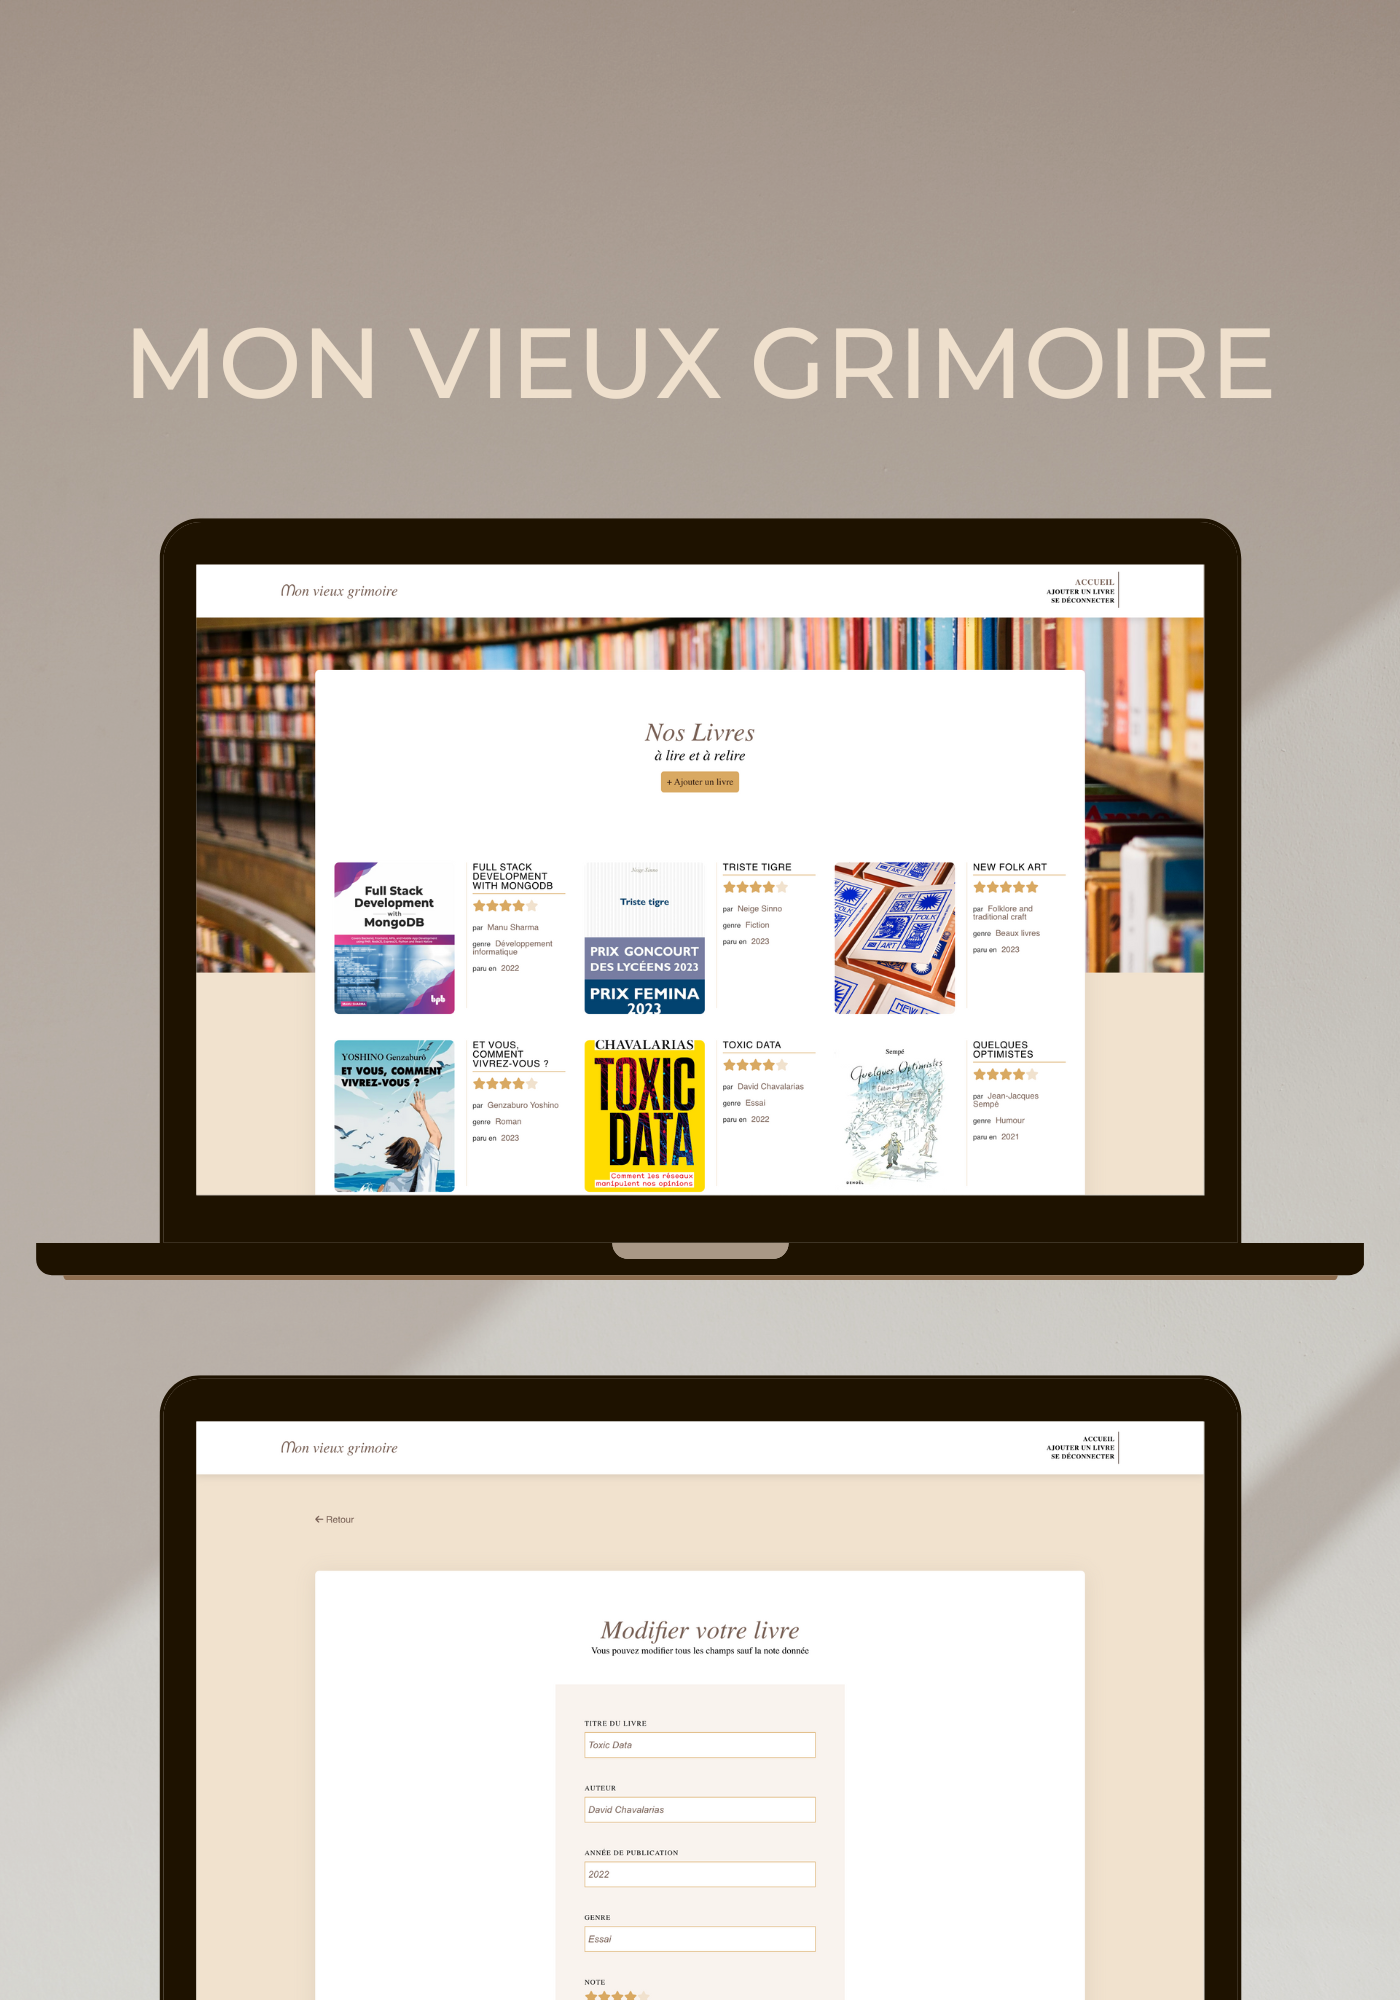 MON VIEUX GRIMOIRE
Mon vieux grimoire
ACCUEIL
AJOUTER UN LIVRE
SE DÉCONNECTER
Nos Livres
à lire et à relire
+ Ajouter un livre
Full Stack
Development
with
MongoDB
bpb
FULL STACK
DEVELOPMENT
WITH MONGODB
par Manu Sharma
genre Développement
informatique
paru en 2022
Neige Sinno
Triste tigre
PRIX GONCOURT
DES LYCÉENS 2023
PRIX FEMINA
2023
TRISTE TIGRE
par Neige Sinno
genre Fiction
paru en 2023
NEW
FOLK
ART
NEW FOLK ART
par Folklore and
traditional craft
genre Beaux livres
paru en 2023
YOSHINO Genzaburō
ET VOUS, COMMENT
VIVREZ-VOUS ?
ET VOUS,
COMMENT
VIVREZ-VOUS ?
par Genzaburo Yoshino
genre Roman
paru en 2023
CHAVALARIAS
TOXIC
DATA
Comment les réseaux
manipulent nos opinions
TOXIC DATA
par David Chavalarias
genre Essai
paru en 2022
Sempé
Quelques Optimistes
DENOËL
QUELQUES
OPTIMISTES
par Jean-Jacques
Sempé
genre Humour
paru en 2021
Mon vieux grimoire
ACCUEIL
AJOUTER UN LIVRE
SE DÉCONNECTER
← Retour
Modifier votre livre
Vous pouvez modifier tous les champs sauf la note donnée
TITRE DU LIVRE
Toxic Data
AUTEUR
David Chavalarias
ANNÉE DE PUBLICATION
2022
GENRE
Essai
NOTE